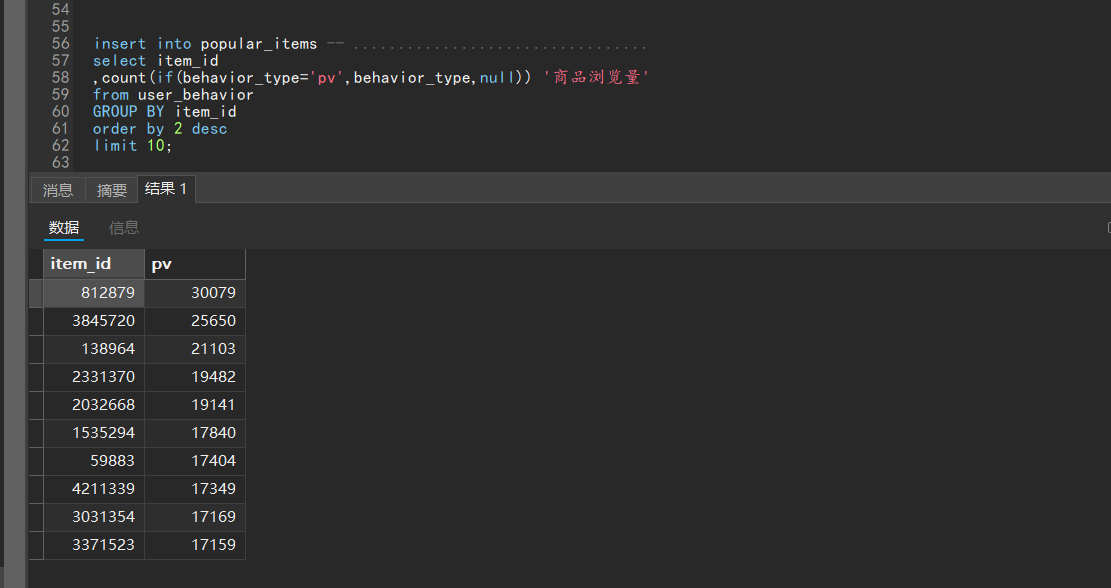 54
55
56 insert into popular_items -- ................................
57 select item_id
58 ,count(if(behavior_type='pv',behavior_type,null)) '商品浏览量'
59 from user_behavior
60 GROUP BY item_id
61 order by 2 desc
62 limit 10;
63
消息 摘要 结果 1
数据 信息
item_id pv
812879 30079
3845720 25650
138964 21103
2331370 19482
2032668 19141
1535294 17840
59883 17404
4211339 17349
3031354 17169
3371523 17159